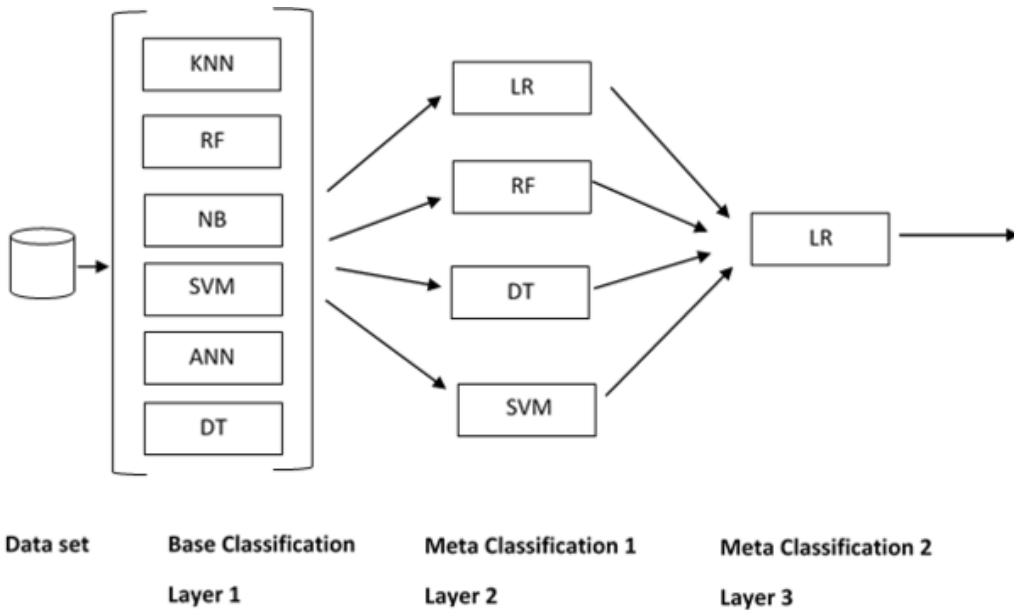 KNN
RF
NB
SVM
ANN
DT
LR
RF
DT
SVM
LR
Data set
Base Classification
Layer 1
Meta Classification 1
Layer 2
Meta Classification 2
Layer 3